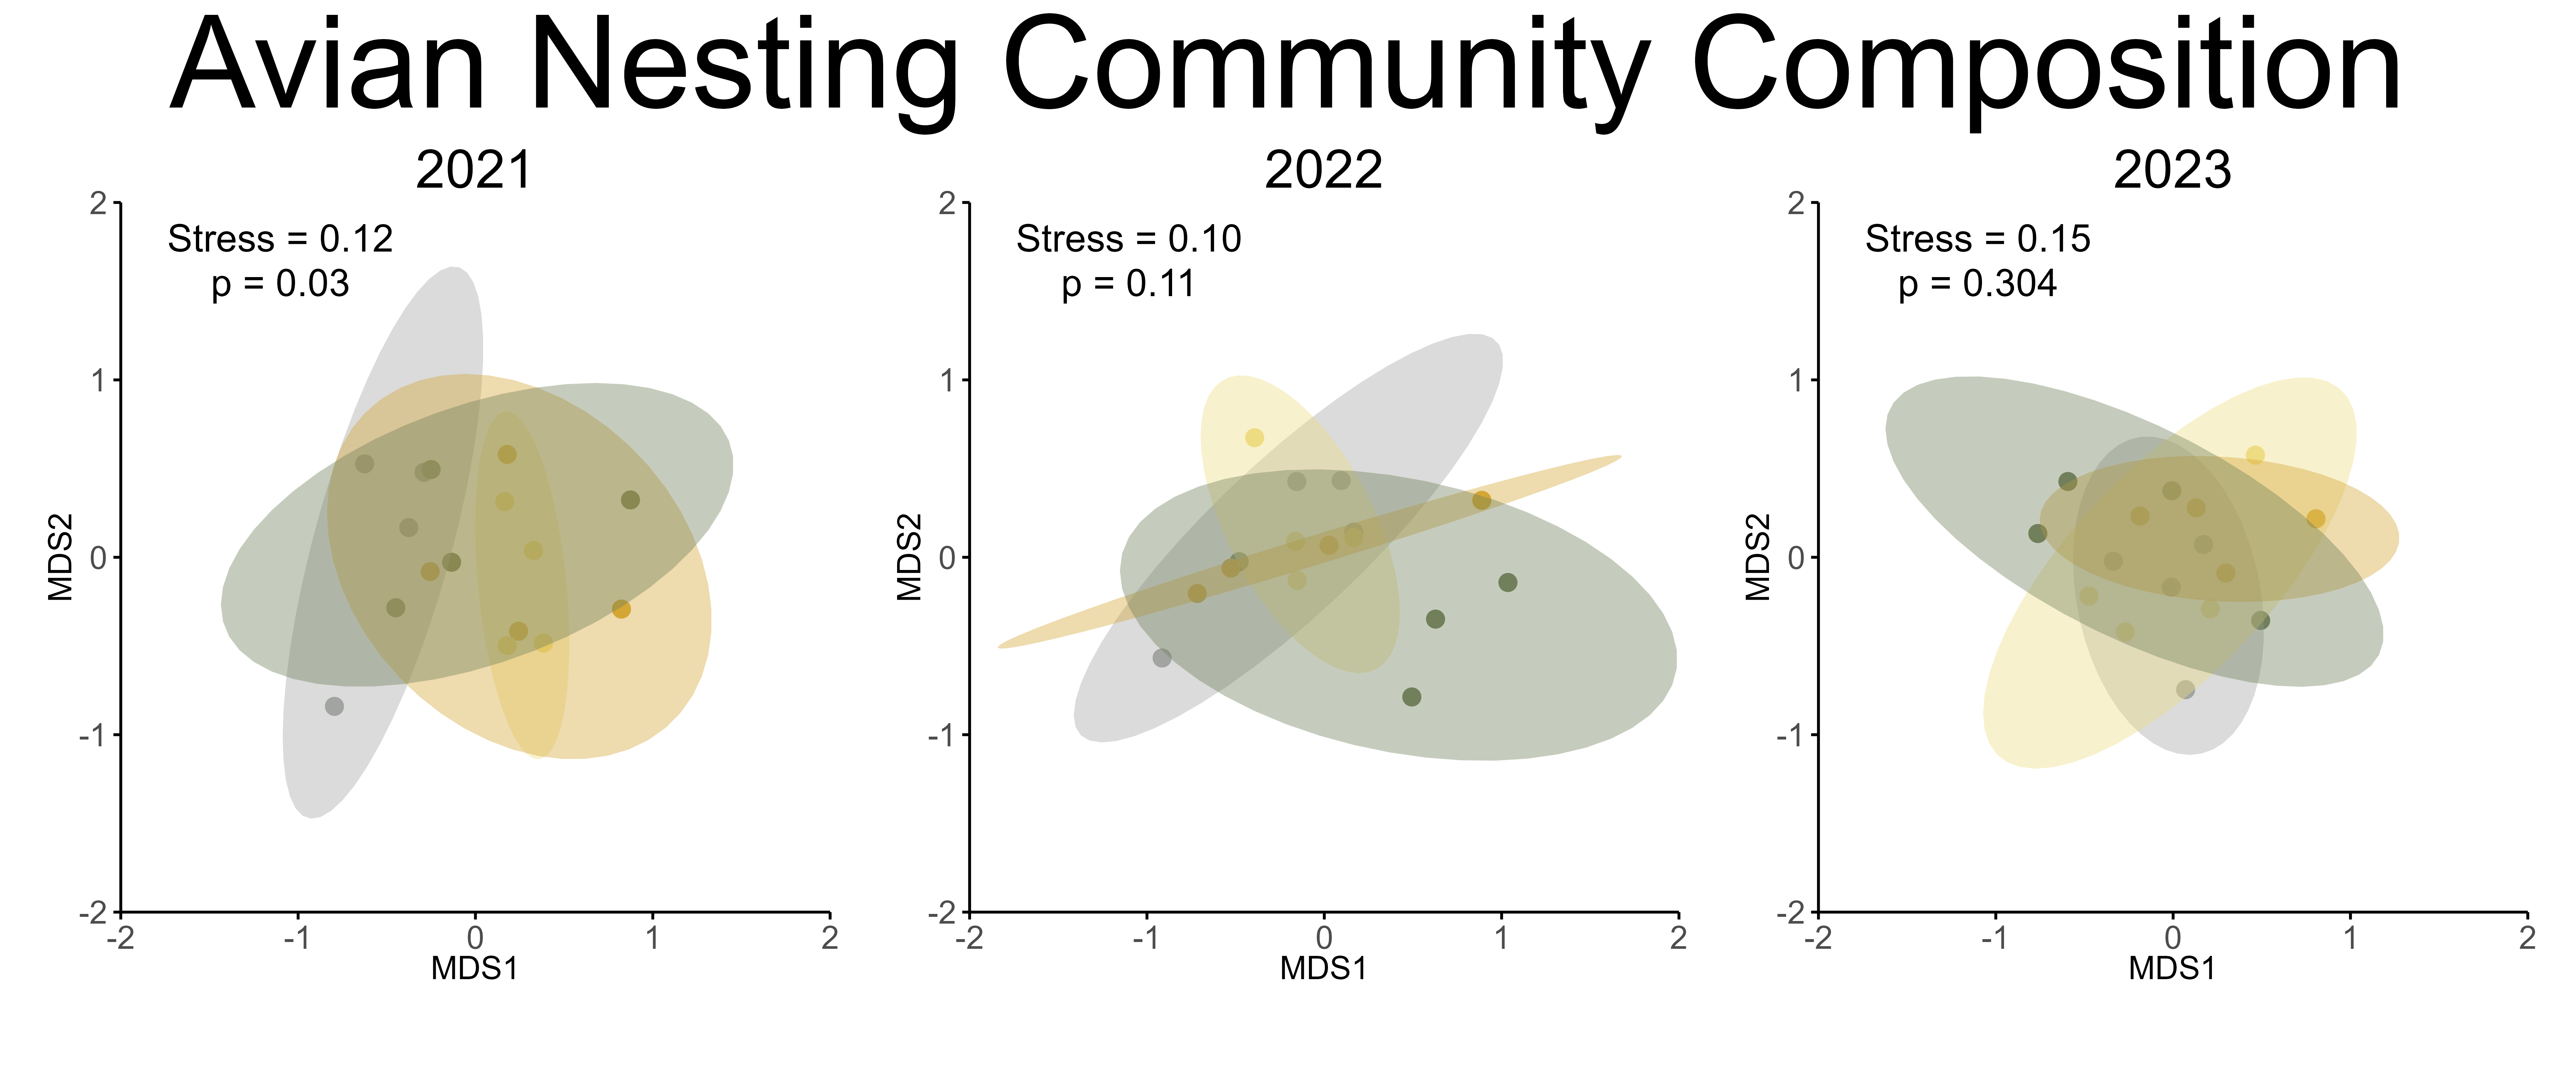 Avian Nesting Community Composition
2021
2
Stress = 0.12
p = 0.03
1
MDS2
0
-1
-2
-2 -1 0 1 2
MDS1
2022
2
Stress = 0.10
p = 0.11
1
MDS2
0
-1
-2
-2 -1 0 1 2
MDS1
2023
2
Stress = 0.15
p = 0.304
1
MDS2
0
-1
-2
-2 -1 0 1 2
MDS1